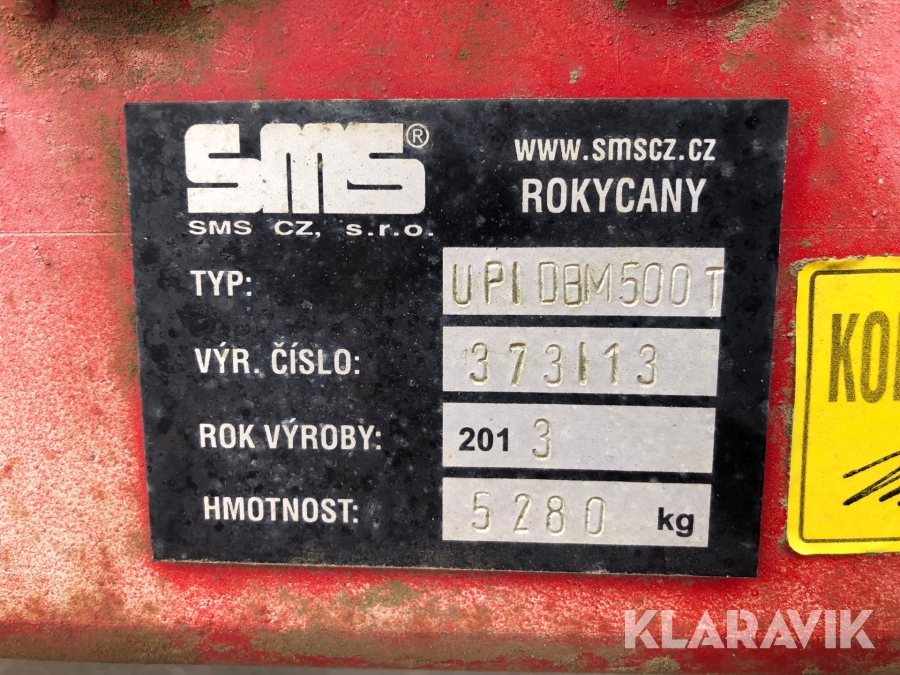 SMS®
www.smscz.cz
ROKYCANY
SMS CZ, s.r.o.
TYP: UPI DBM500T
VÝR. ČÍSLO: 373113
ROK VÝROBY: 2013
HMOTNOST: 5280 kg
KLARAVIK